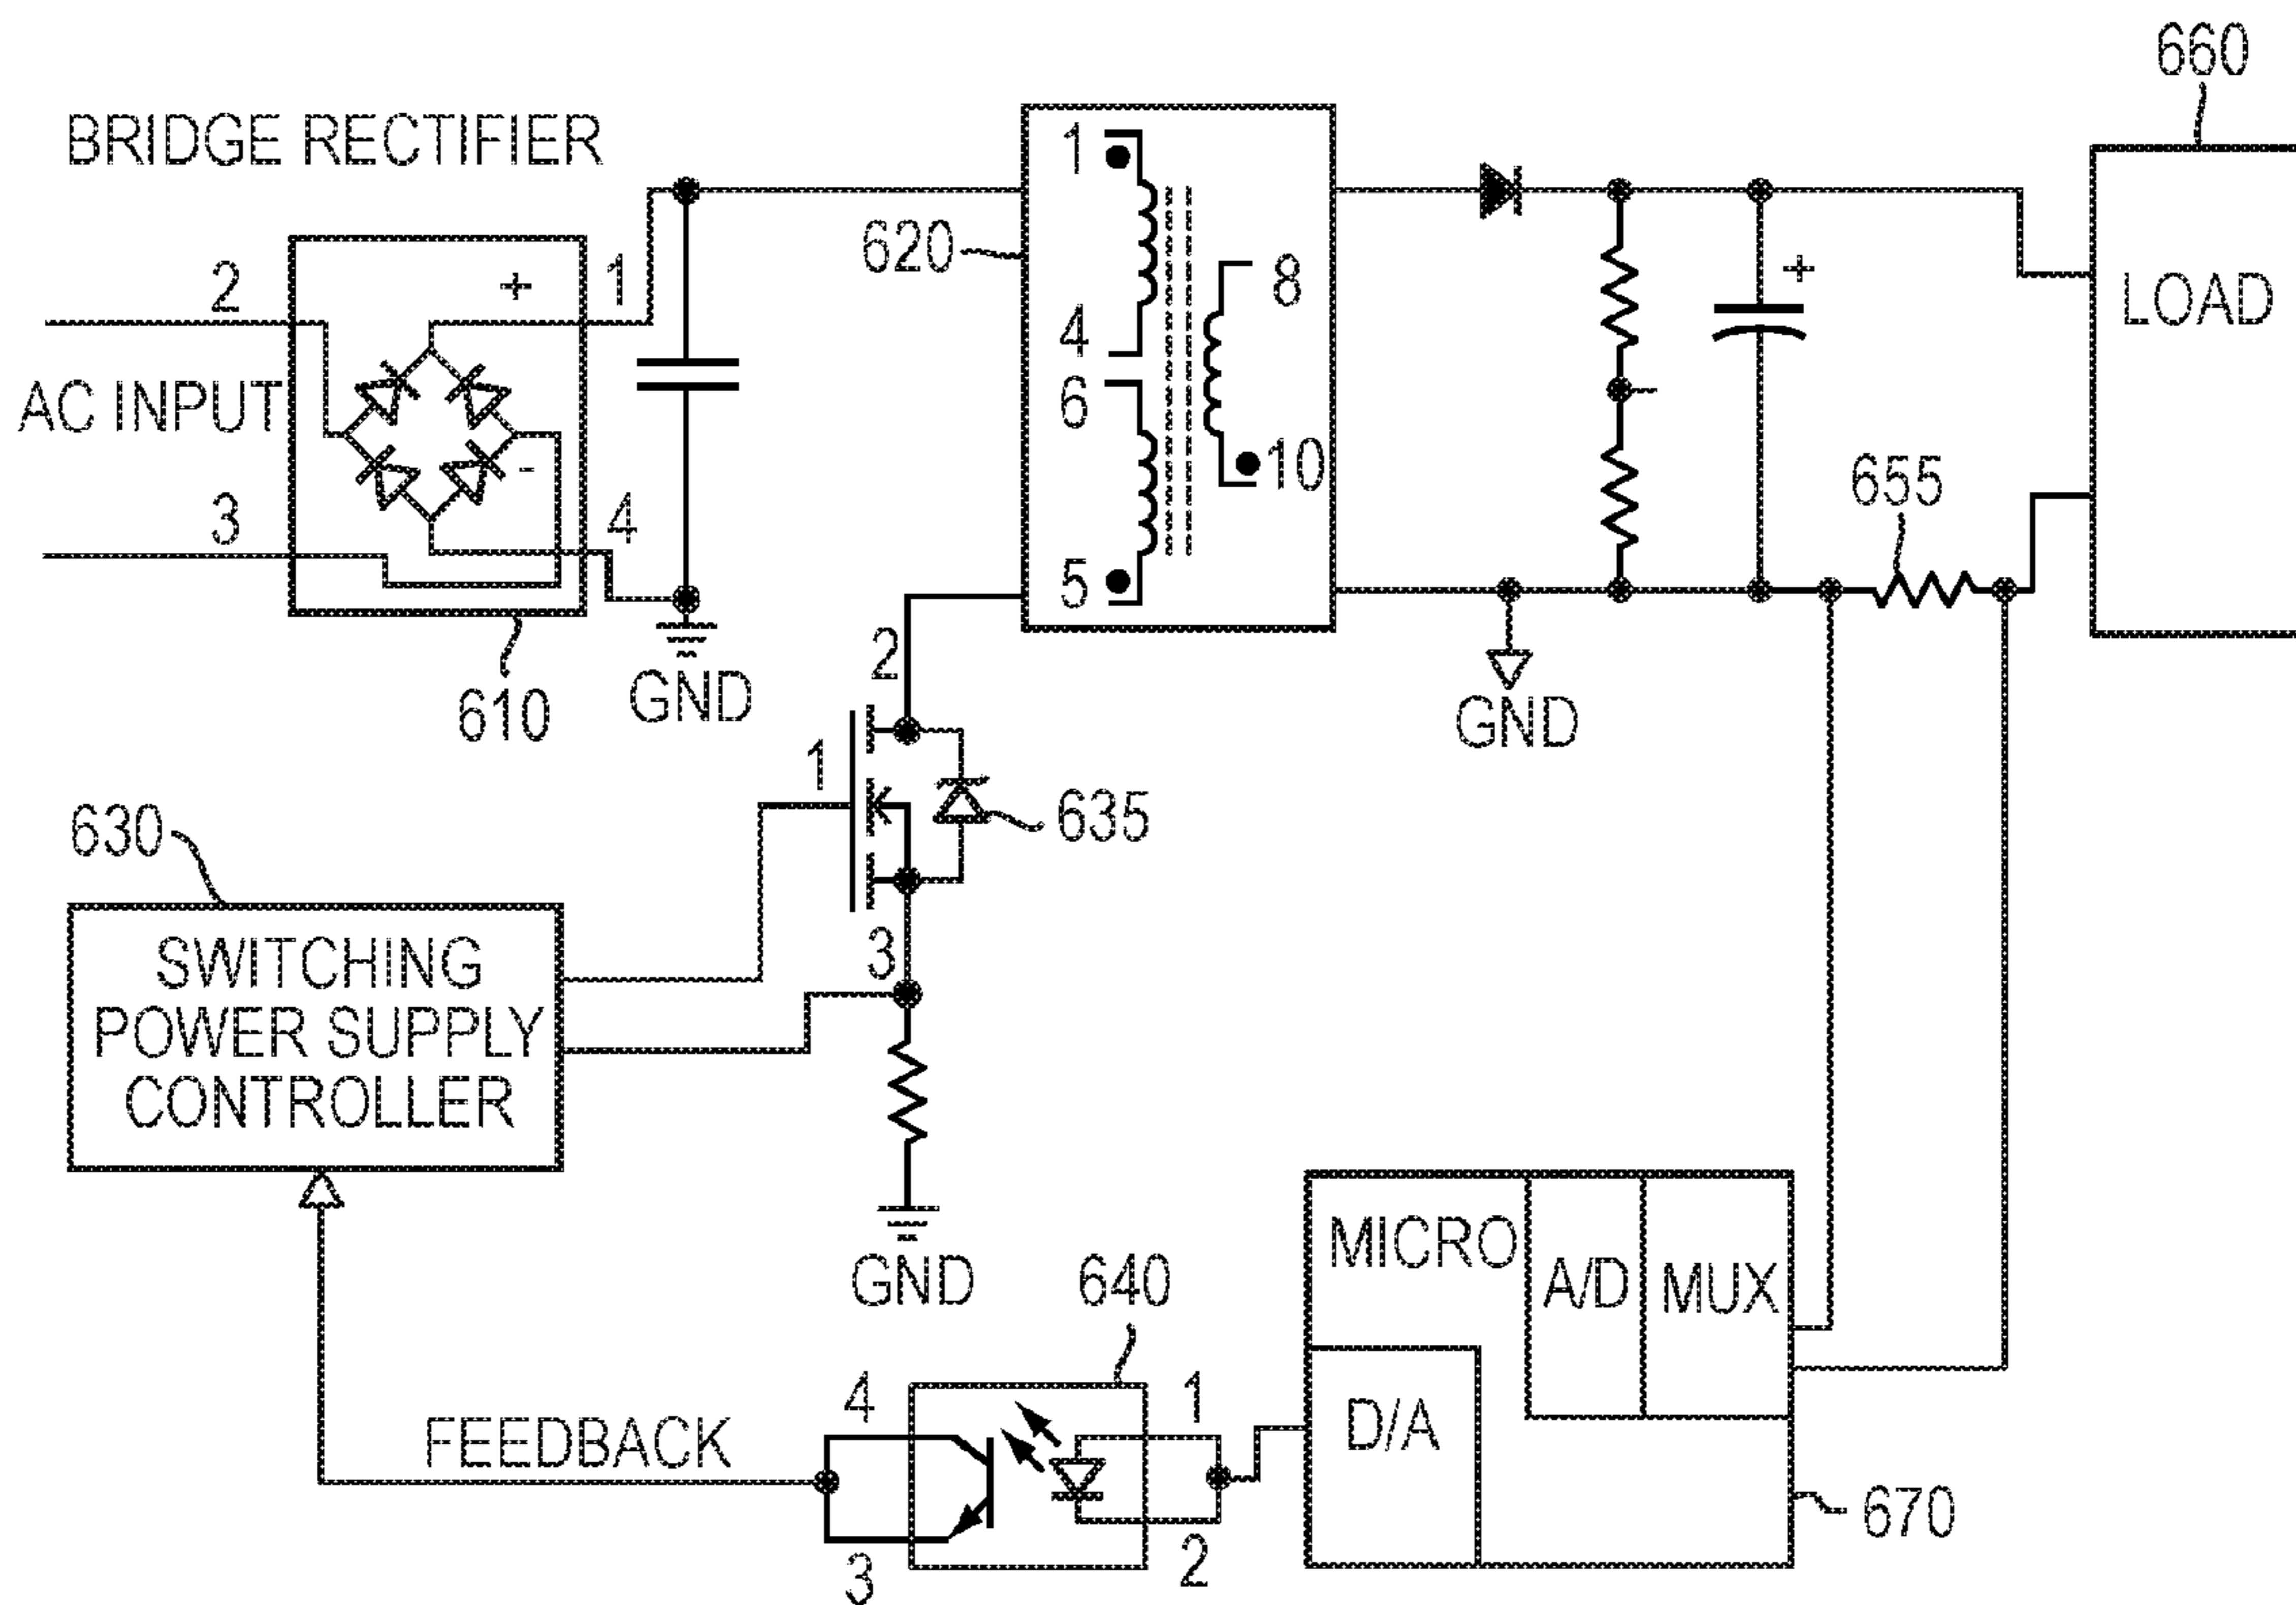 660
BRIDGE RECTIFIER
1
620
2
+
1
8
LOAD
+
4
AC INPUT
6
10
655
-
3
4
5
2
GND
610
GND
1
635
630
3
SWITCHING
POWER SUPPLY
CONTROLLER
GND
640
MICRO
A/D
MUX
4
1
D/A
FEEDBACK
670
3
2